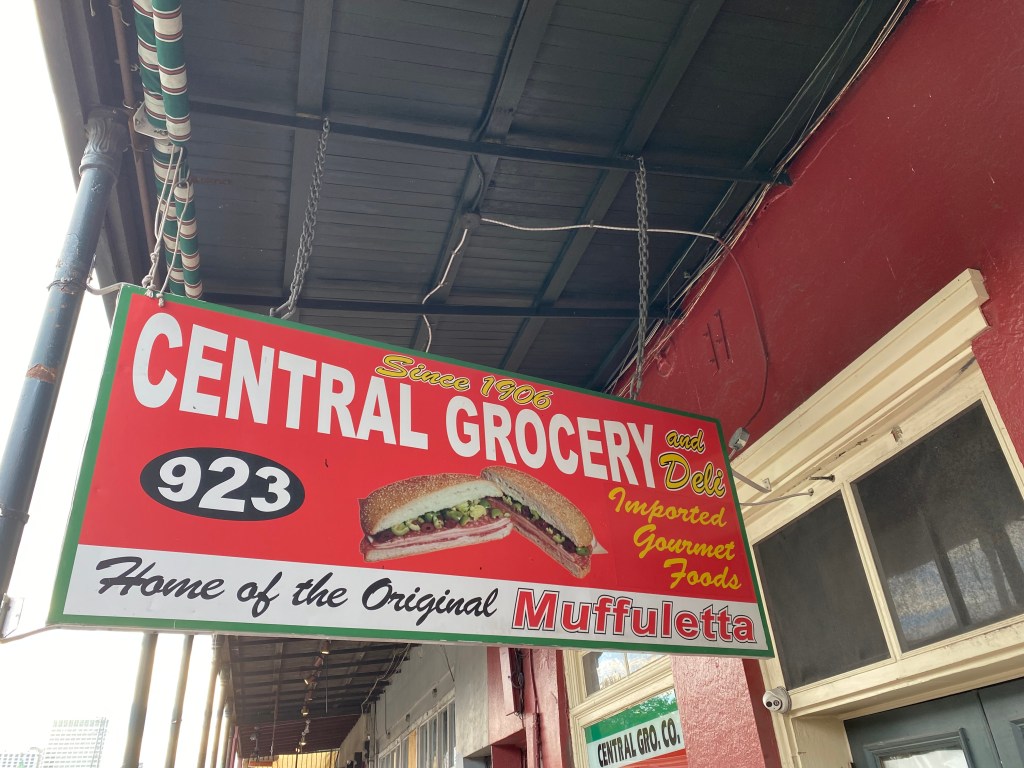 Since 1906
CENTRAL GROCERY and Deli
923
Imported
Gourmet
Foods
Home of the Original Muffuletta
CENTRAL GRO. CO.